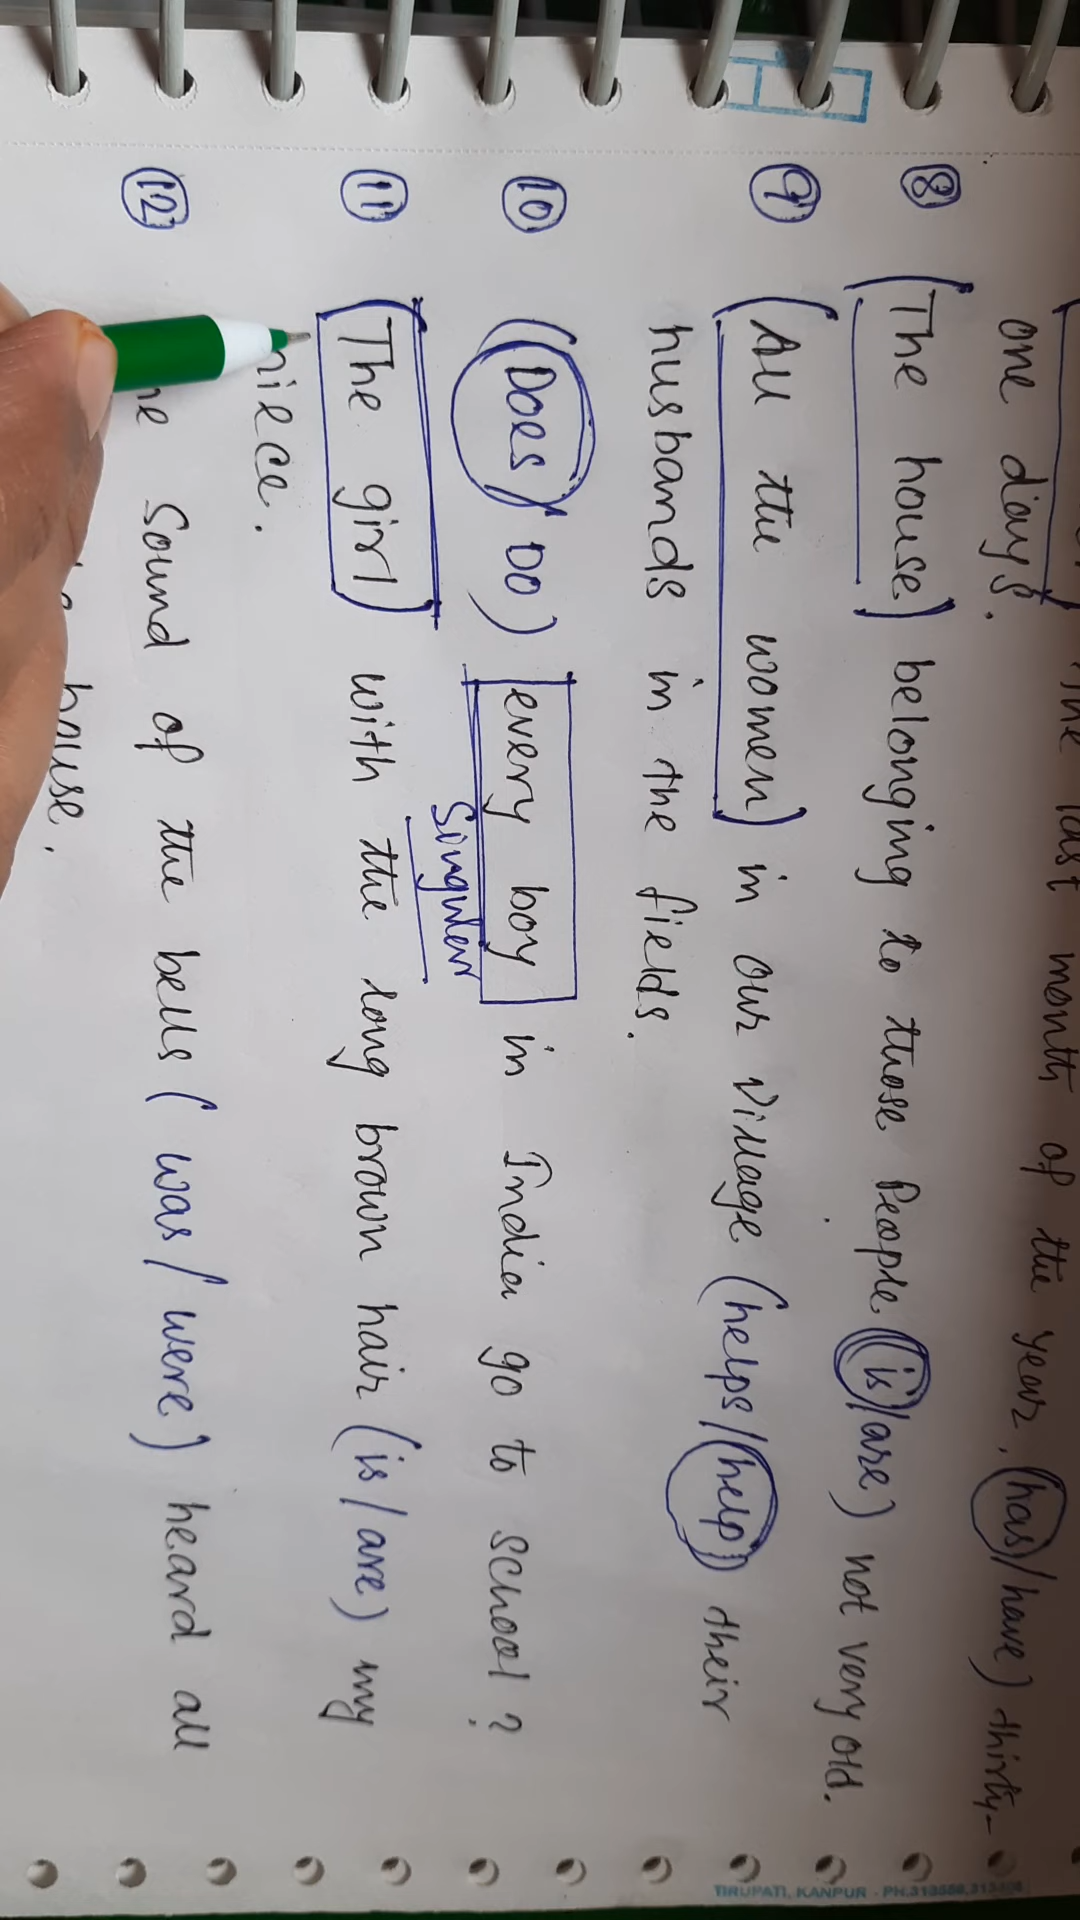 the last month of the year, (has/have) thirty-
one days.
8 (The house) belonging to those People (is/are) not very old.
9 (All the women) in our village (helps/help) their
husbands in the fields.
10 (Does/Do) every boy in India go to school?
Singular
11 (The girl) with the long brown hair (is/are) my
niece.
12 Sound of the bells (was/were) heard all
house.
TIRUPATI, KANPUR - PH.